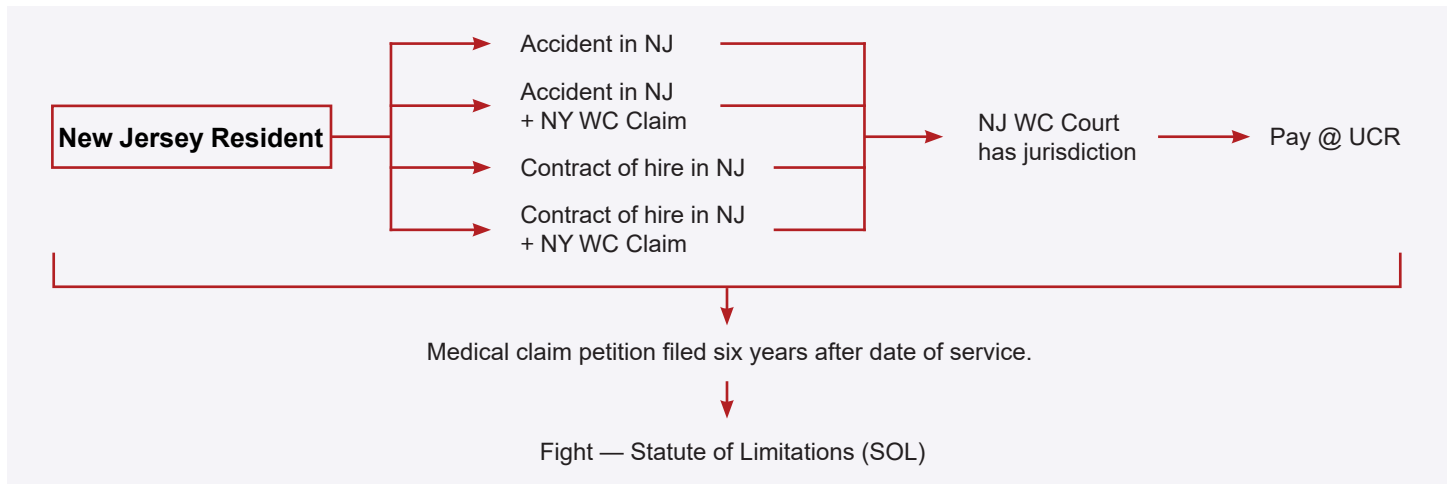 New Jersey Resident
Accident in NJ
Accident in NJ
+ NY WC Claim
Contract of hire in NJ
Contract of hire in NJ
+ NY WC Claim
NJ WC Court
has jurisdiction
Pay @ UCR
Medical claim petition filed six years after date of service.
Fight — Statute of Limitations (SOL)